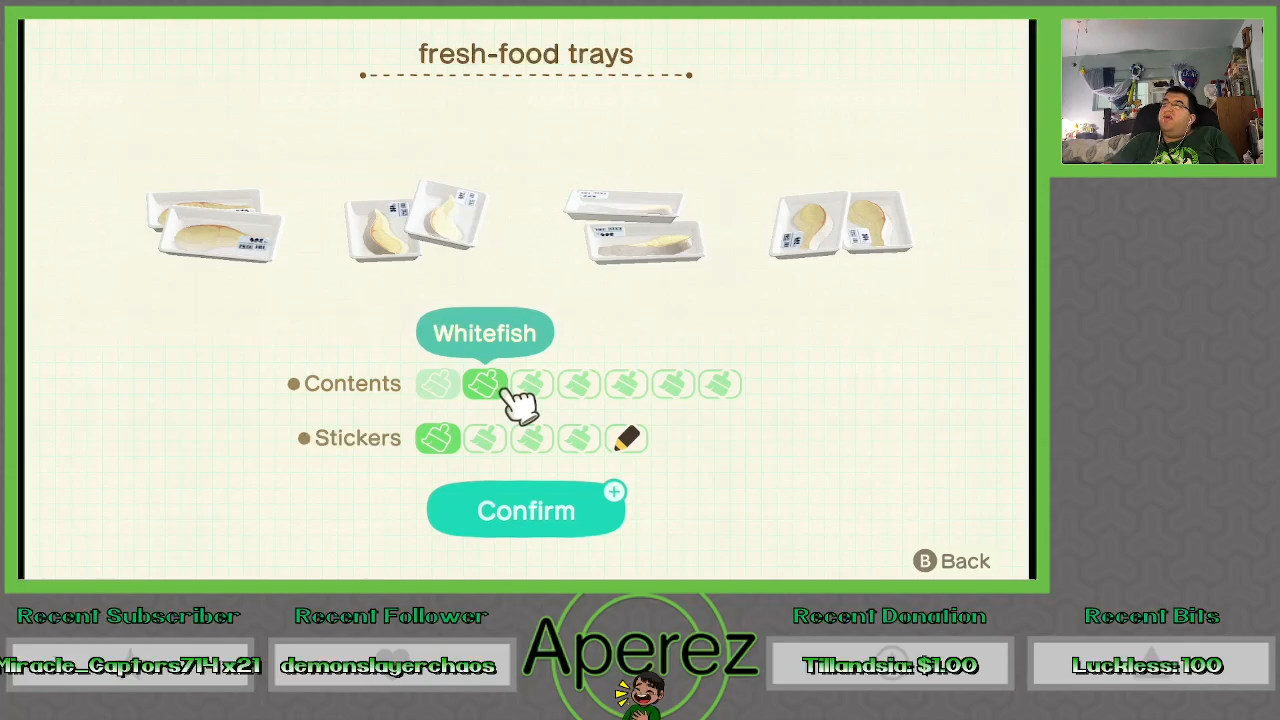 fresh-food trays
Whitefish
Contents
Stickers
Confirm
B Back
Recent Subscriber
Recent Follower
Aperez
Recent Donation
Recent Bits
Miracle_Captors714 x21
demonslayerchaos
Tillandsia: $1.00
Luckless: 100